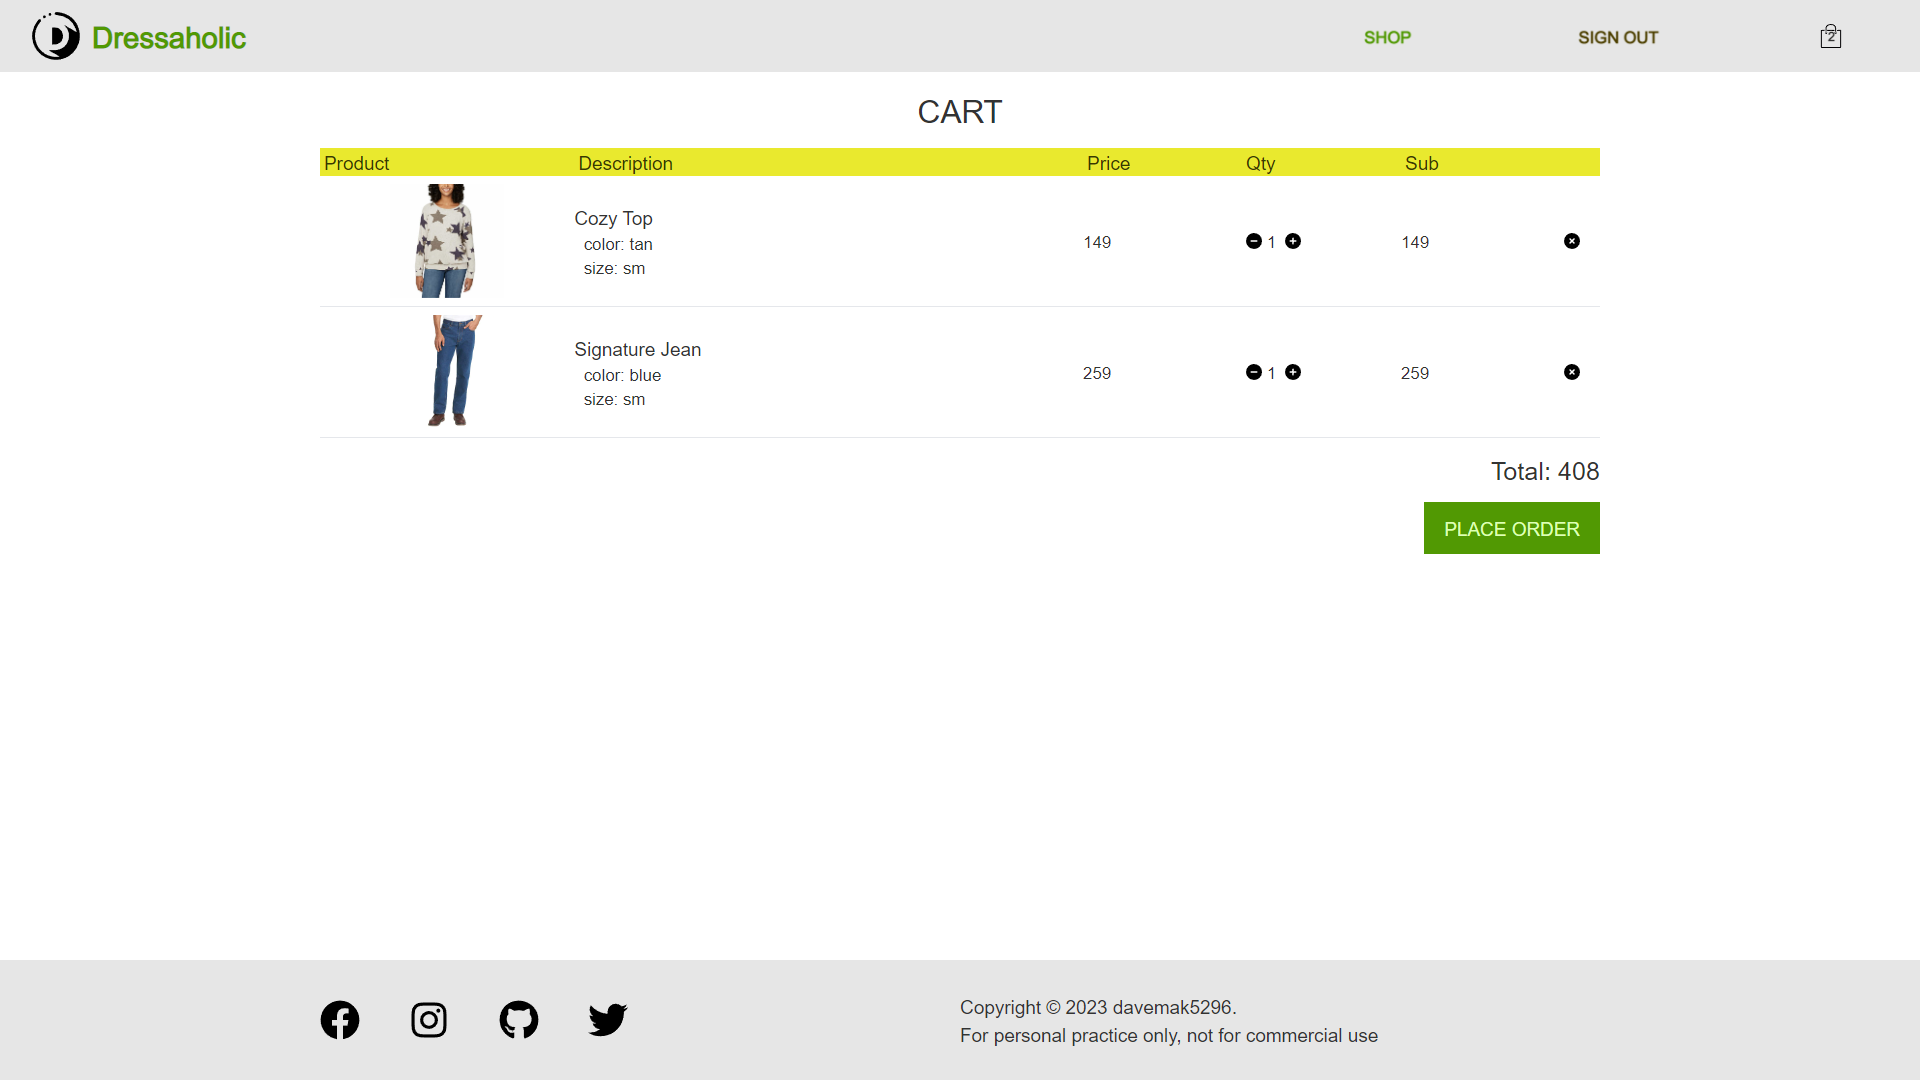 D Dressaholic
SHOP
SIGN OUT
2
CART
Product Description Price Qty Sub
Cozy Top
color: tan
size: sm
149 1 149
Signature Jean
color: blue
size: sm
259 1 259
Total: 408
PLACE ORDER
Copyright © 2023 davemak5296.
For personal practice only, not for commercial use